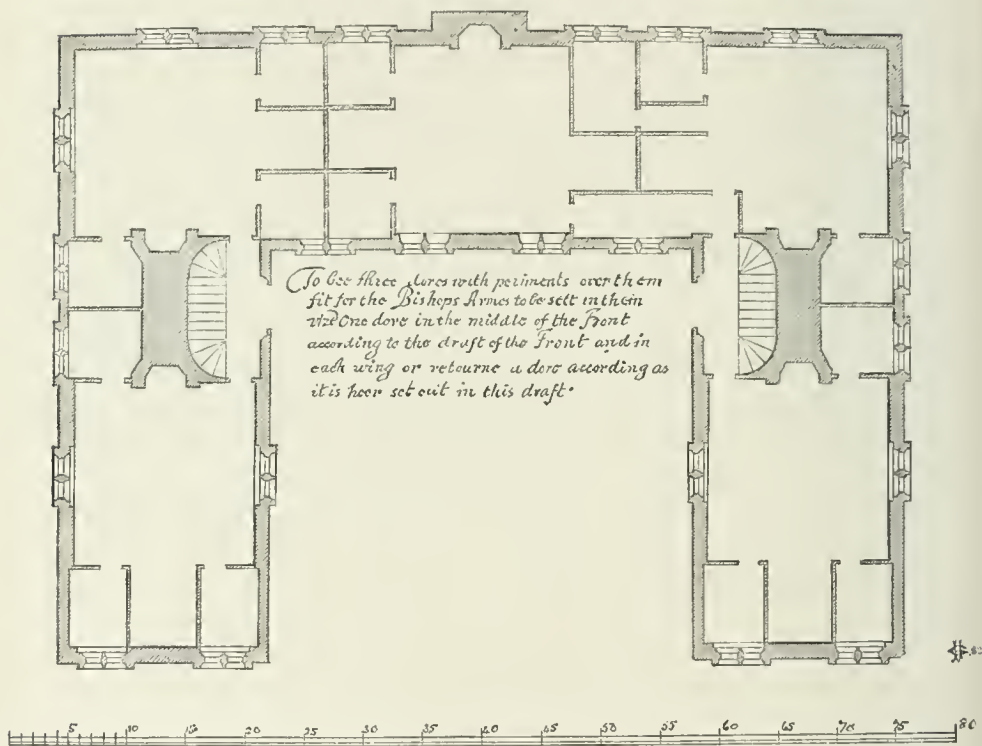 To bee three dores with pediments over them
fit for the Bishops Armes to be sett in them
vizd One dore in the middle of the Front
according to the draft of the Front and in
each wing or retourne a dore according as
it is heer set out in this draft.
5 10 15 20 25 30 35 40 45 50 55 60 65 70 75 80